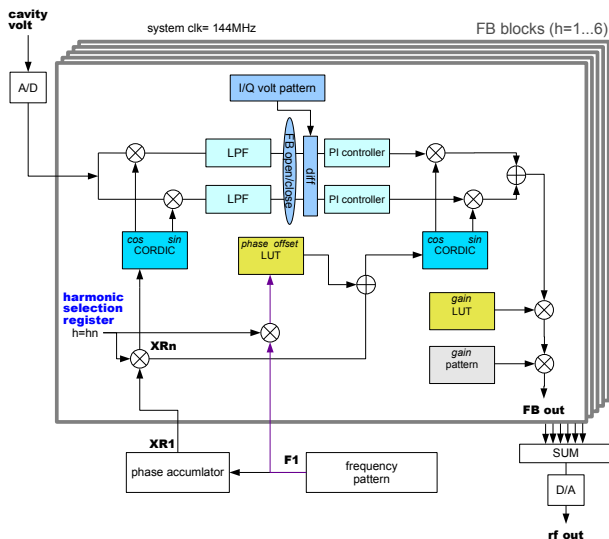 cavity
volt
system clk= 144MHz
FB blocks (h=1...6)
A/D
I/Q volt pattern
LPF
FB open/close
diff
PI controller
LPF
PI controller
cos sin
CORDIC
phase offset
LUT
cos sin
CORDIC
harmonic
selection
register
h=hn
XRn
gain
LUT
gain
pattern
FB out
XR1
F1
phase accumlator
frequency
pattern
SUM
D/A
rf out